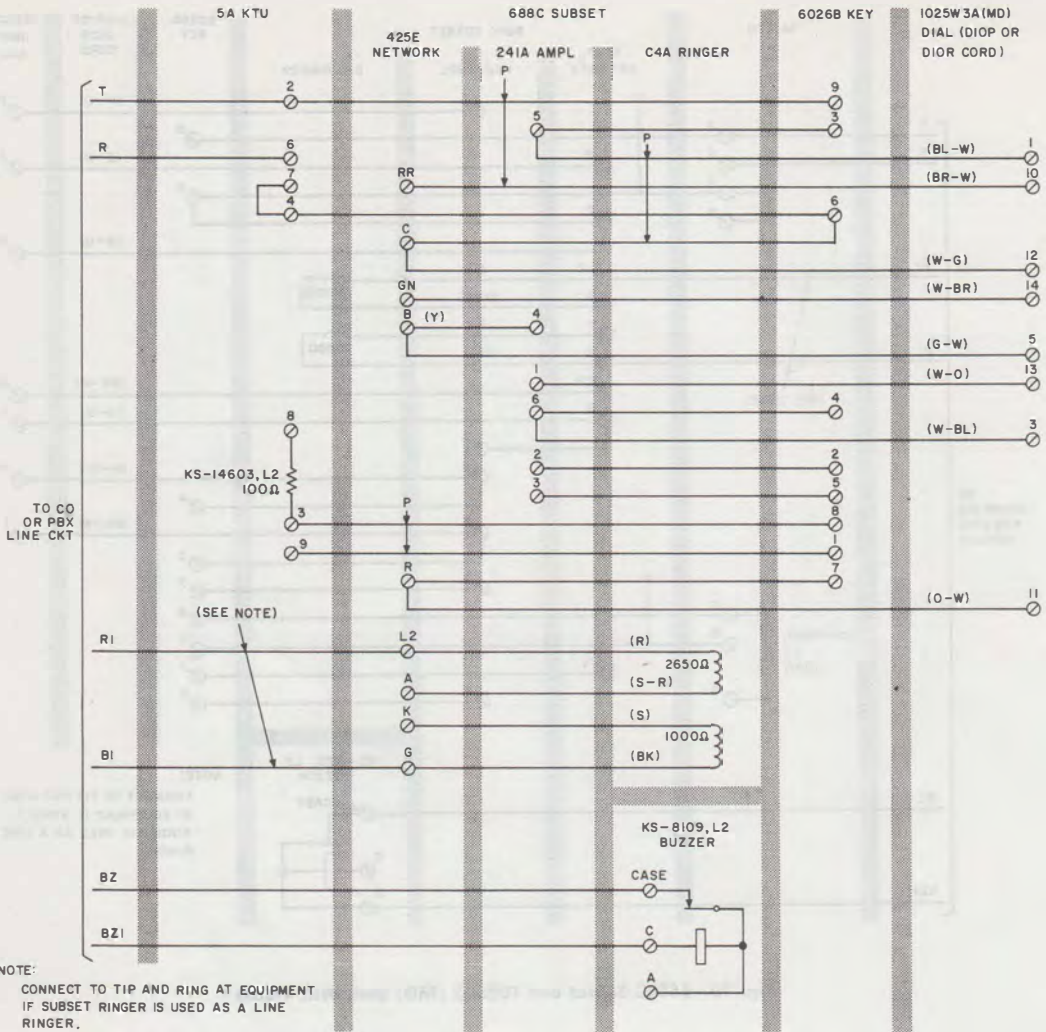 5A KTU 688C SUBSET 6026B KEY 1025W3A(MD)
DIAL (DIOP OR
DIOR CORD)
425E
NETWORK 241A AMPL C4A RINGER
P
T 2 9
5 3
P
R 6 (BL-W) 1
7 RR (BR-W) 10
4 6
C
(W-G) 12
GN (W-BR) 14
B (Y) 4
(G-W) 5
1 (W-O) 13
6 4
8 (W-BL) 3
2 2
KS-14603, L2
100Ω
3 5
TO CO
OR PBX
LINE CKT
3 P 8
9 1
R 7
(O-W) 11
(SEE NOTE)
R1 L2 (R)
2650Ω
A (S-R)
K (S)
1000Ω
B1 G (BK)
KS-8109, L2
BUZZER
BZ CASE
BZ1 C
A
NOTE:
CONNECT TO TIP AND RING AT EQUIPMENT
IF SUBSET RINGER IS USED AS A LINE
RINGER.